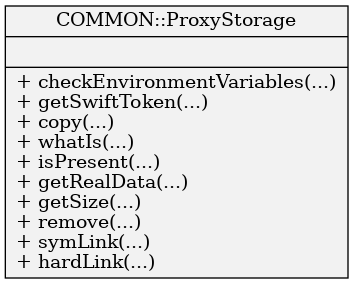 COMMON::ProxyStorage
+ checkEnvironmentVariables(...)
+ getSwiftToken(...)
+ copy(...)
+ whatIs(...)
+ isPresent(...)
+ getRealData(...)
+ getSize(...)
+ remove(...)
+ symLink(...)
+ hardLink(...)